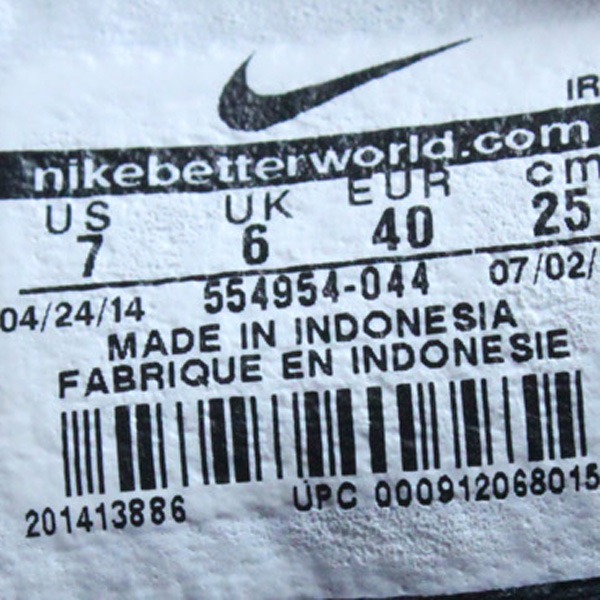 IR
nikebetterworld.com
US UK EUR cm
7 6 40 25
04/24/14 554954-044 07/02/
MADE IN INDONESIA
FABRIQUE EN INDONESIE
201413886 UPC 000912068015